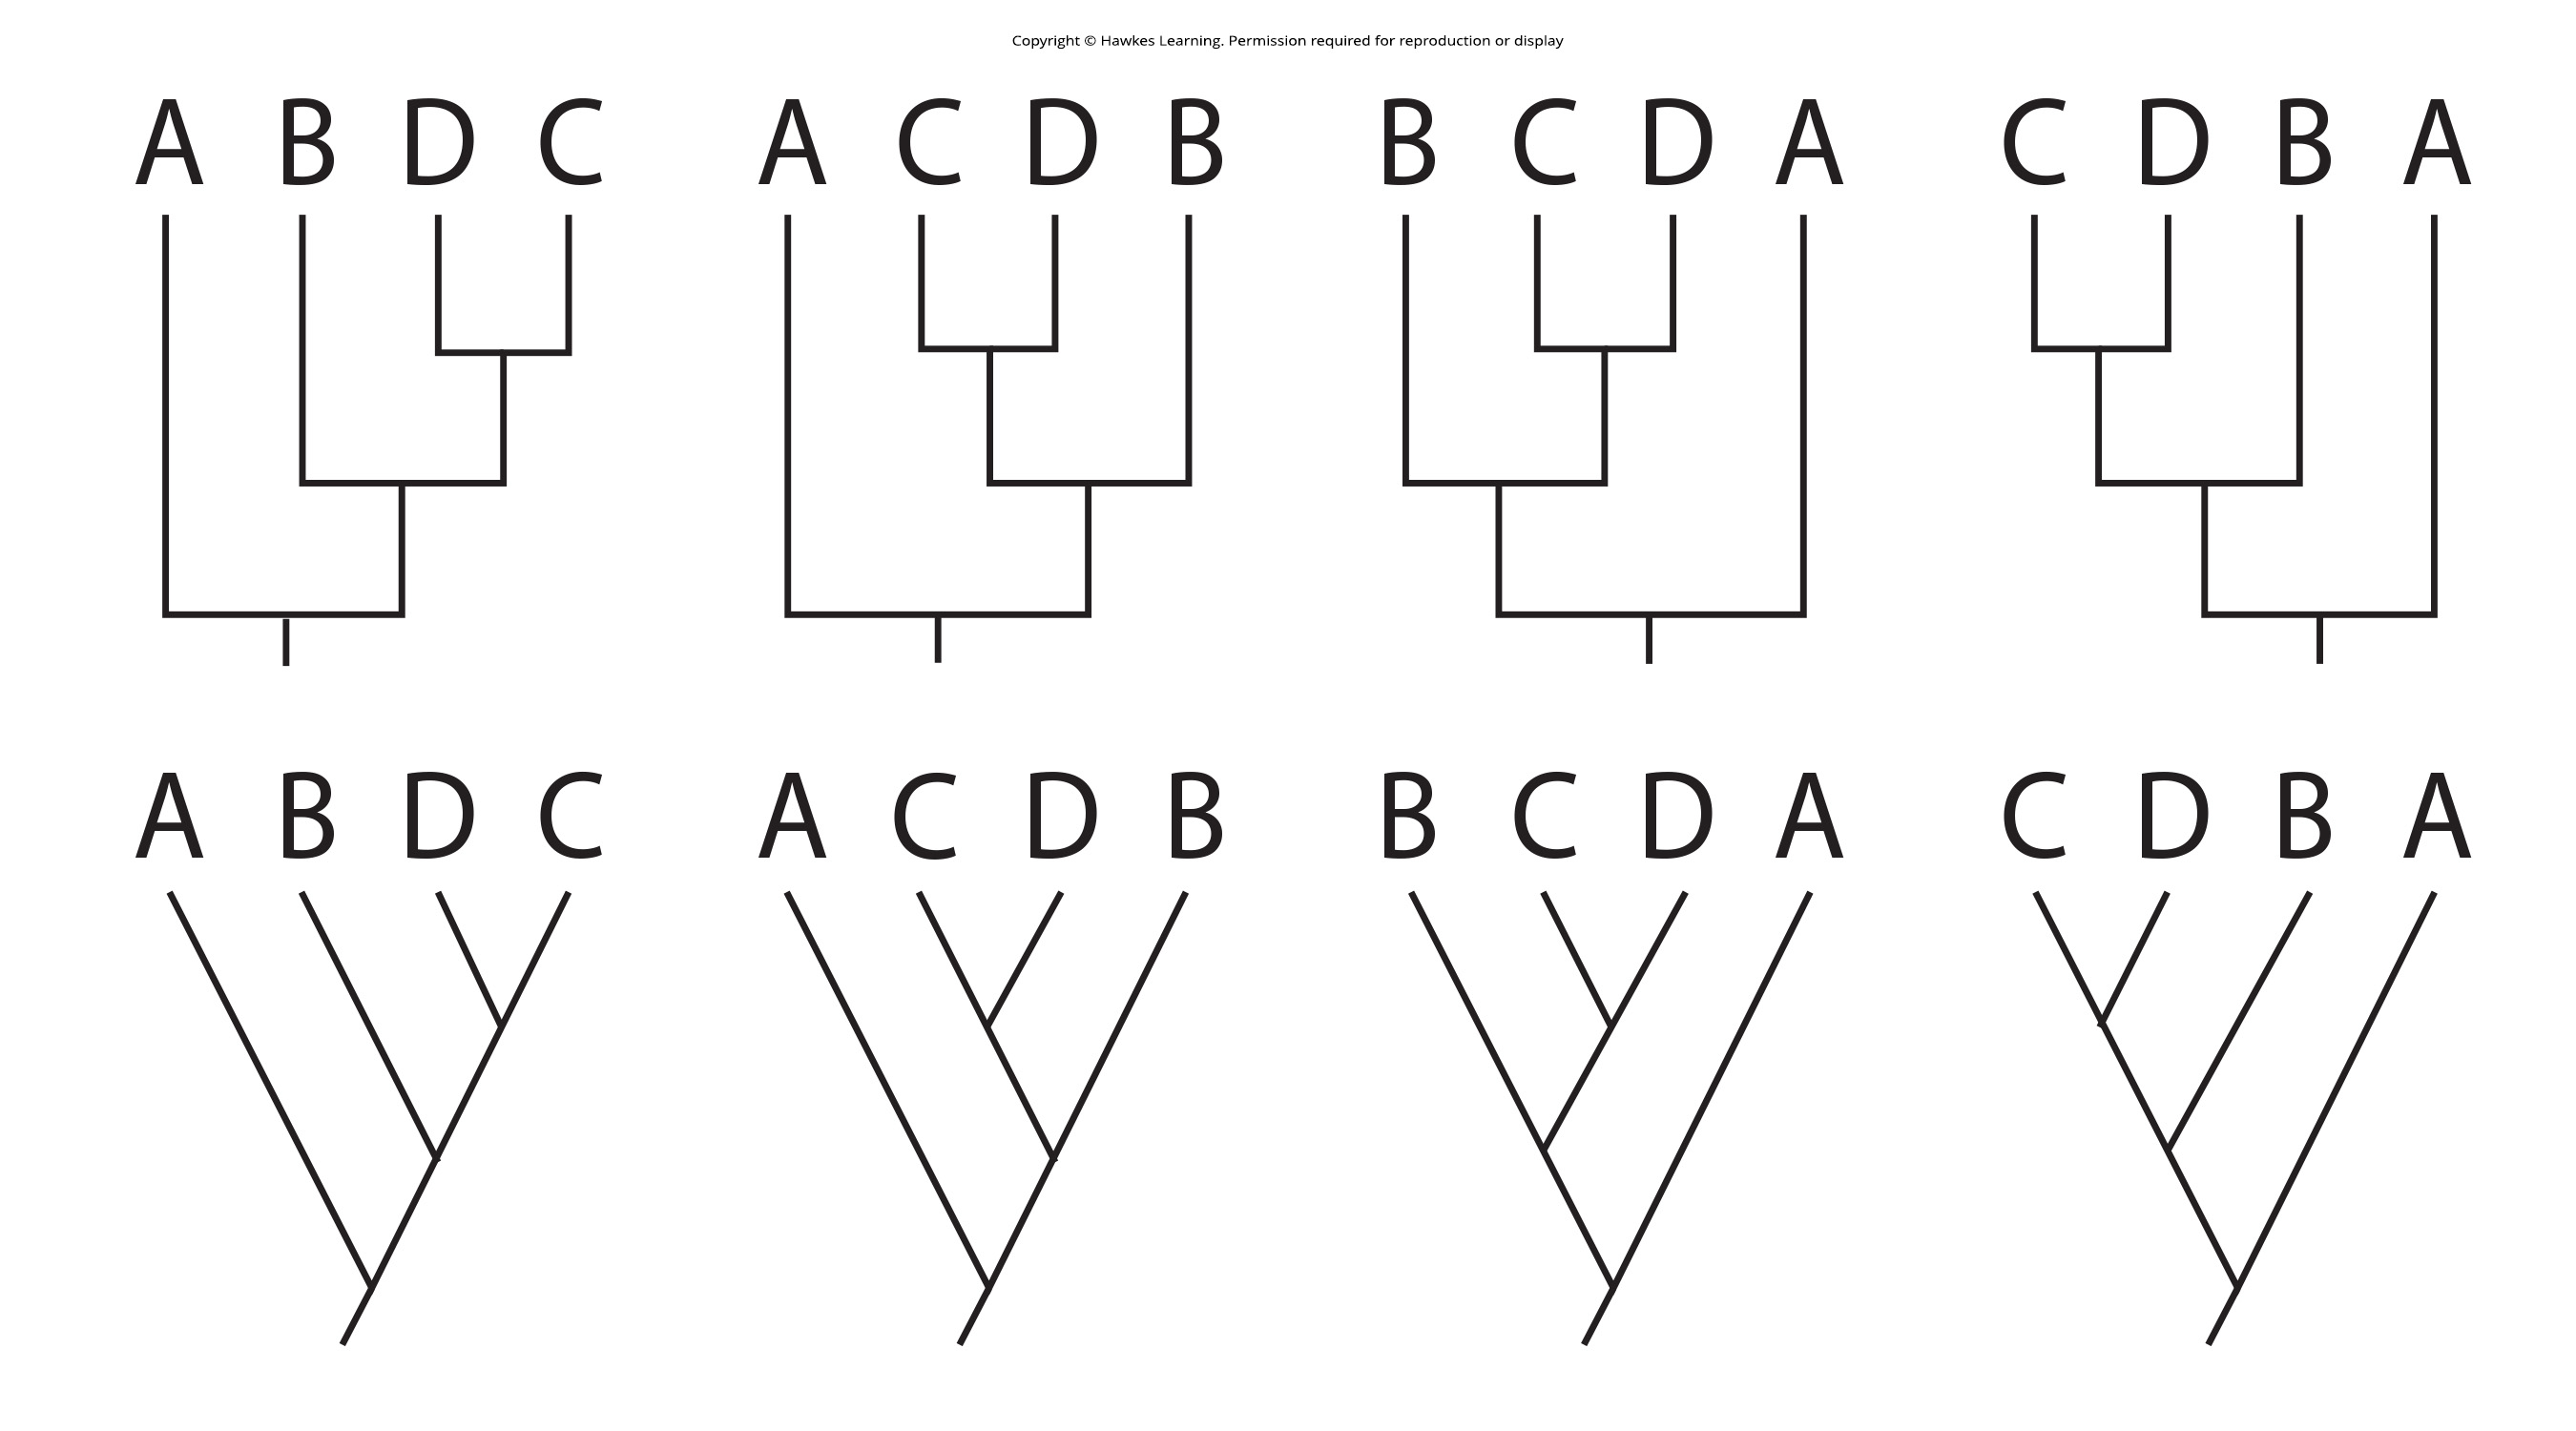 Copyright © Hawkes Learning. Permission required for reproduction or display
A B D C A C D B B C D A C D B A
A B D C A C D B B C D A C D B A